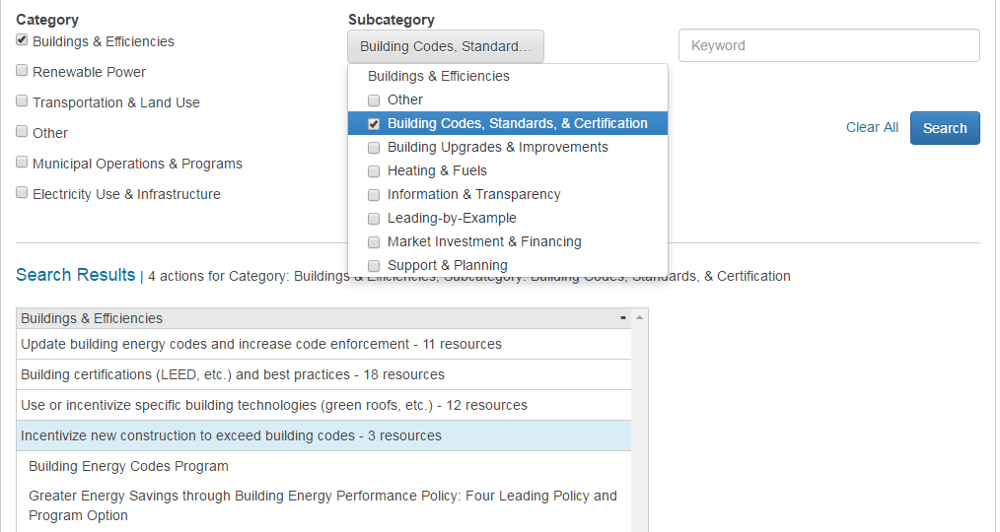 Category
Subcategory
Buildings & Efficiencies
Building Codes, Standard...
Keyword
Renewable Power
Transportation & Land Use
Other
Municipal Operations & Programs
Electricity Use & Infrastructure
Buildings & Efficiencies
Other
Building Codes, Standards, & Certification
Building Upgrades & Improvements
Heating & Fuels
Information & Transparency
Leading-by-Example
Market Investment & Financing
Support & Planning
Clear All
Search
Search Results | 4 actions for Category: Buildings & Efficiencies, Subcategory: Building Codes, Standards, & Certification
Buildings & Efficiencies -
Update building energy codes and increase code enforcement - 11 resources
Building certifications (LEED, etc.) and best practices - 18 resources
Use or incentivize specific building technologies (green roofs, etc.) - 12 resources
Incentivize new construction to exceed building codes - 3 resources
Building Energy Codes Program
Greater Energy Savings through Building Energy Performance Policy: Four Leading Policy and
Program Option